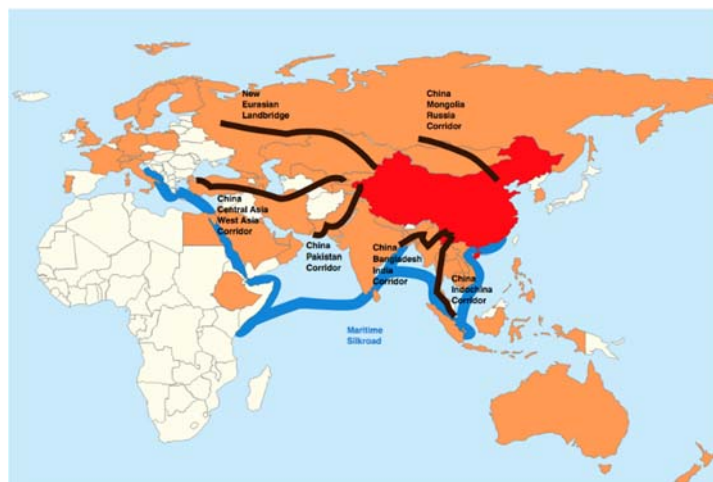 New
Eurasian
Landbridge
China
Mongolia
Russia
Corridor
China
Central Asia
West Asia
Corridor
China
Pakistan
Corridor
China
Bangladesh
India
Corridor
China
Indochina
Corridor
Maritime
Silkroad